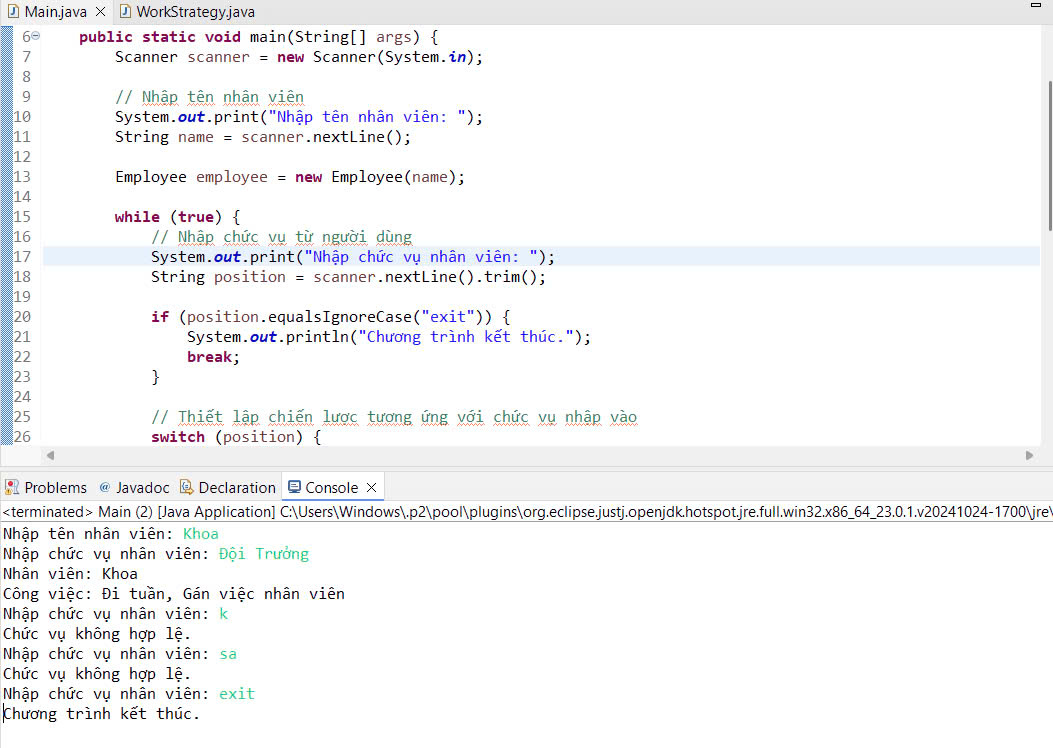 Main.java WorkStrategy.java
6 public static void main(String[] args) {
7 Scanner scanner = new Scanner(System.in);
8
9 // Nhập tên nhân viên
10 System.out.print("Nhập tên nhân viên: ");
11 String name = scanner.nextLine();
12
13 Employee employee = new Employee(name);
14
15 while (true) {
16 // Nhập chức vụ từ người dùng
17 System.out.print("Nhập chức vụ nhân viên: ");
18 String position = scanner.nextLine().trim();
19
20 if (position.equalsIgnoreCase("exit")) {
21 System.out.println("Chương trình kết thúc.");
22 break;
23 }
24
25 // Thiết lập chiến lược tương ứng với chức vụ nhập vào
26 switch (position) {
Problems @ Javadoc Declaration Console
<terminated> Main (2) [Java Application] C:\Users\Windows\.p2\pool\plugins\org.eclipse.justj.openjdk.hotspot.jre.full.win32.x86_64_23.0.1.v20241024-1700\jre\
Nhập tên nhân viên: Khoa
Nhập chức vụ nhân viên: Đội Trưởng
Nhân viên: Khoa
Công việc: Đi tuần, Gán việc nhân viên
Nhập chức vụ nhân viên: k
Chức vụ không hợp lệ.
Nhập chức vụ nhân viên: sa
Chức vụ không hợp lệ.
Nhập chức vụ nhân viên: exit
Chương trình kết thúc.